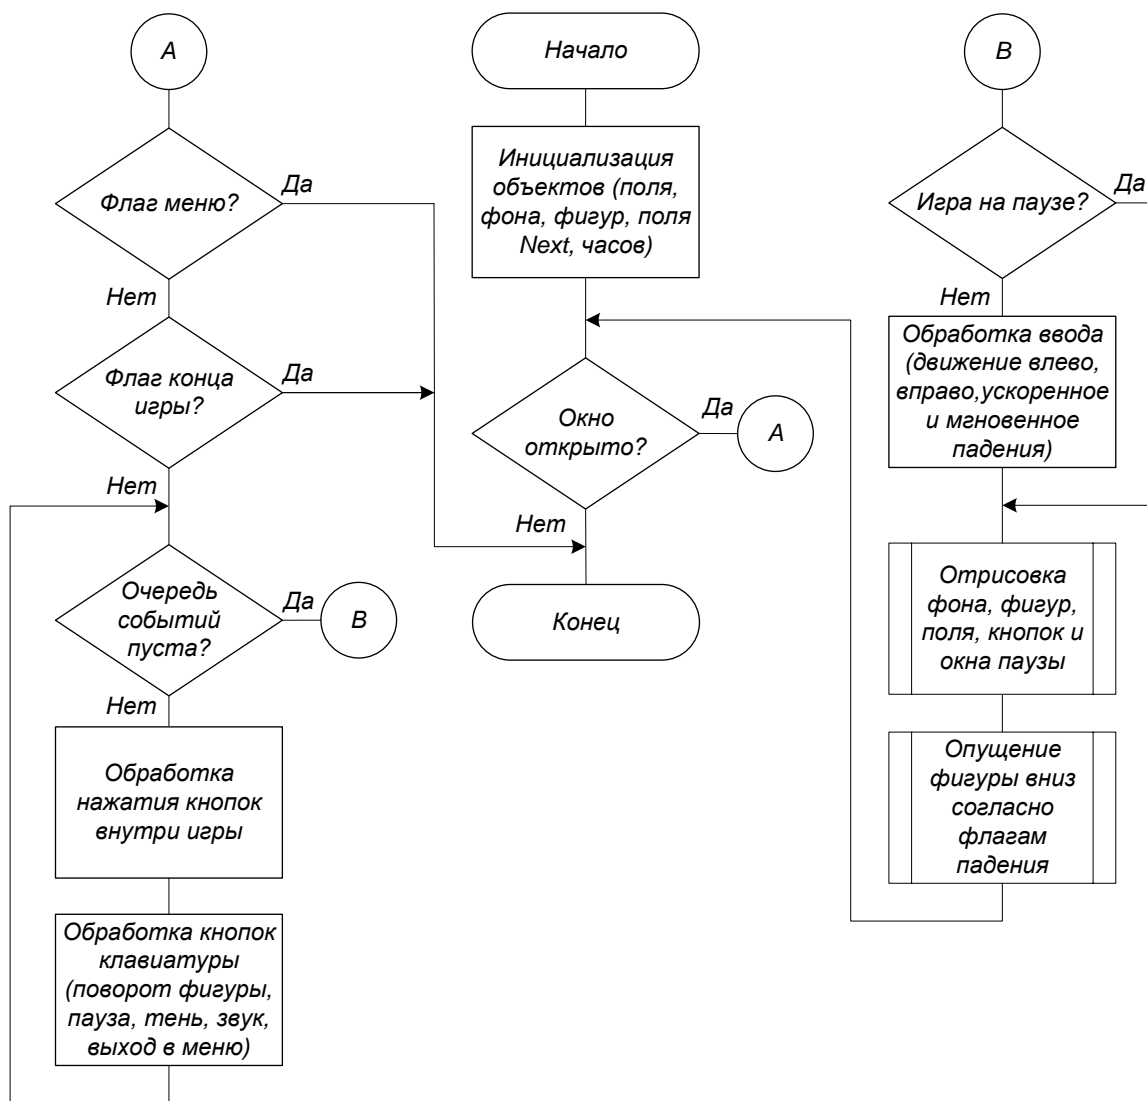 А
Флаг меню?
Да
Нет
Флаг конца
игры?
Да
Нет
Очередь
событий
пуста?
Да
В
Нет
Обработка
нажатия кнопок
внутри игры
Обработка кнопок
клавиатуры
(поворот фигуры,
пауза, тень, звук,
выход в меню)
Начало
Инициализация
объектов (поля,
фона, фигур, поля
Next, часов)
Окно
открыто?
Да
А
Нет
Конец
В
Игра на паузе?
Да
Нет
Обработка ввода
(движение влево,
вправо,ускоренное
и мгновенное
падения)
Отрисовка
фона, фигур,
поля, кнопок и
окна паузы
Опущение
фигуры вниз
согласно
флагам
падения